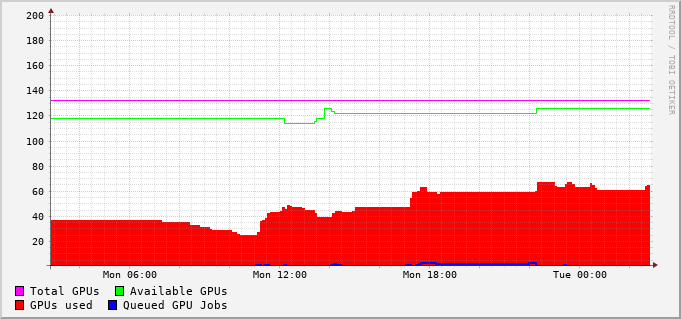 200
180
160
140
120
100
80
60
40
20
Mon 06:00 Mon 12:00 Mon 18:00 Tue 00:00
Total GPUs Available GPUs
GPUs used Queued GPU Jobs
RRDTOOL / TOBI OETIKER